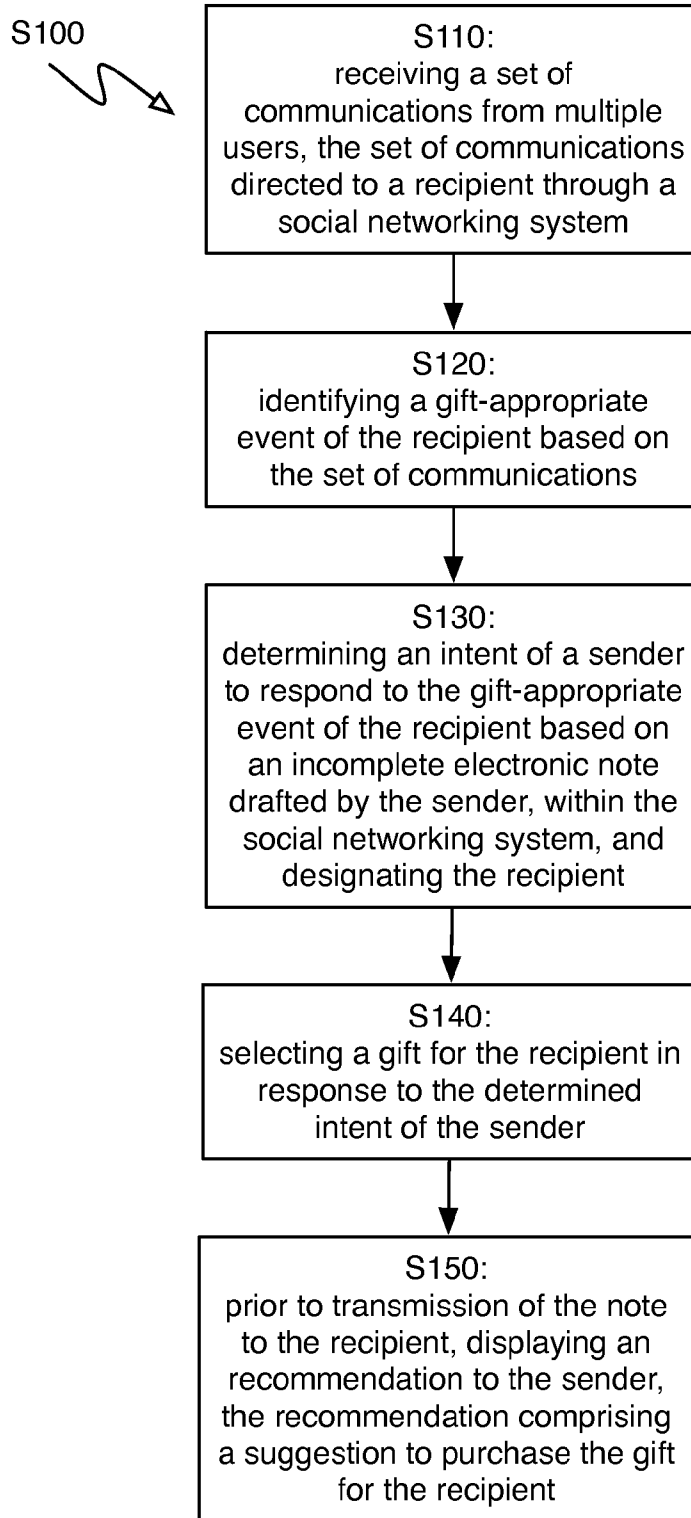 S100
S110:
receiving a set of
communications from multiple
users, the set of communications
directed to a recipient through a
social networking system
S120:
identifying a gift-appropriate
event of the recipient based on
the set of communications
S130:
determining an intent of a sender
to respond to the gift-appropriate
event of the recipient based on
an incomplete electronic note
drafted by the sender, within the
social networking system, and
designating the recipient
S140:
selecting a gift for the recipient in
response to the determined
intent of the sender
S150:
prior to transmission of the note
to the recipient, displaying an
recommendation to the sender,
the recommendation comprising
a suggestion to purchase the gift
for the recipient